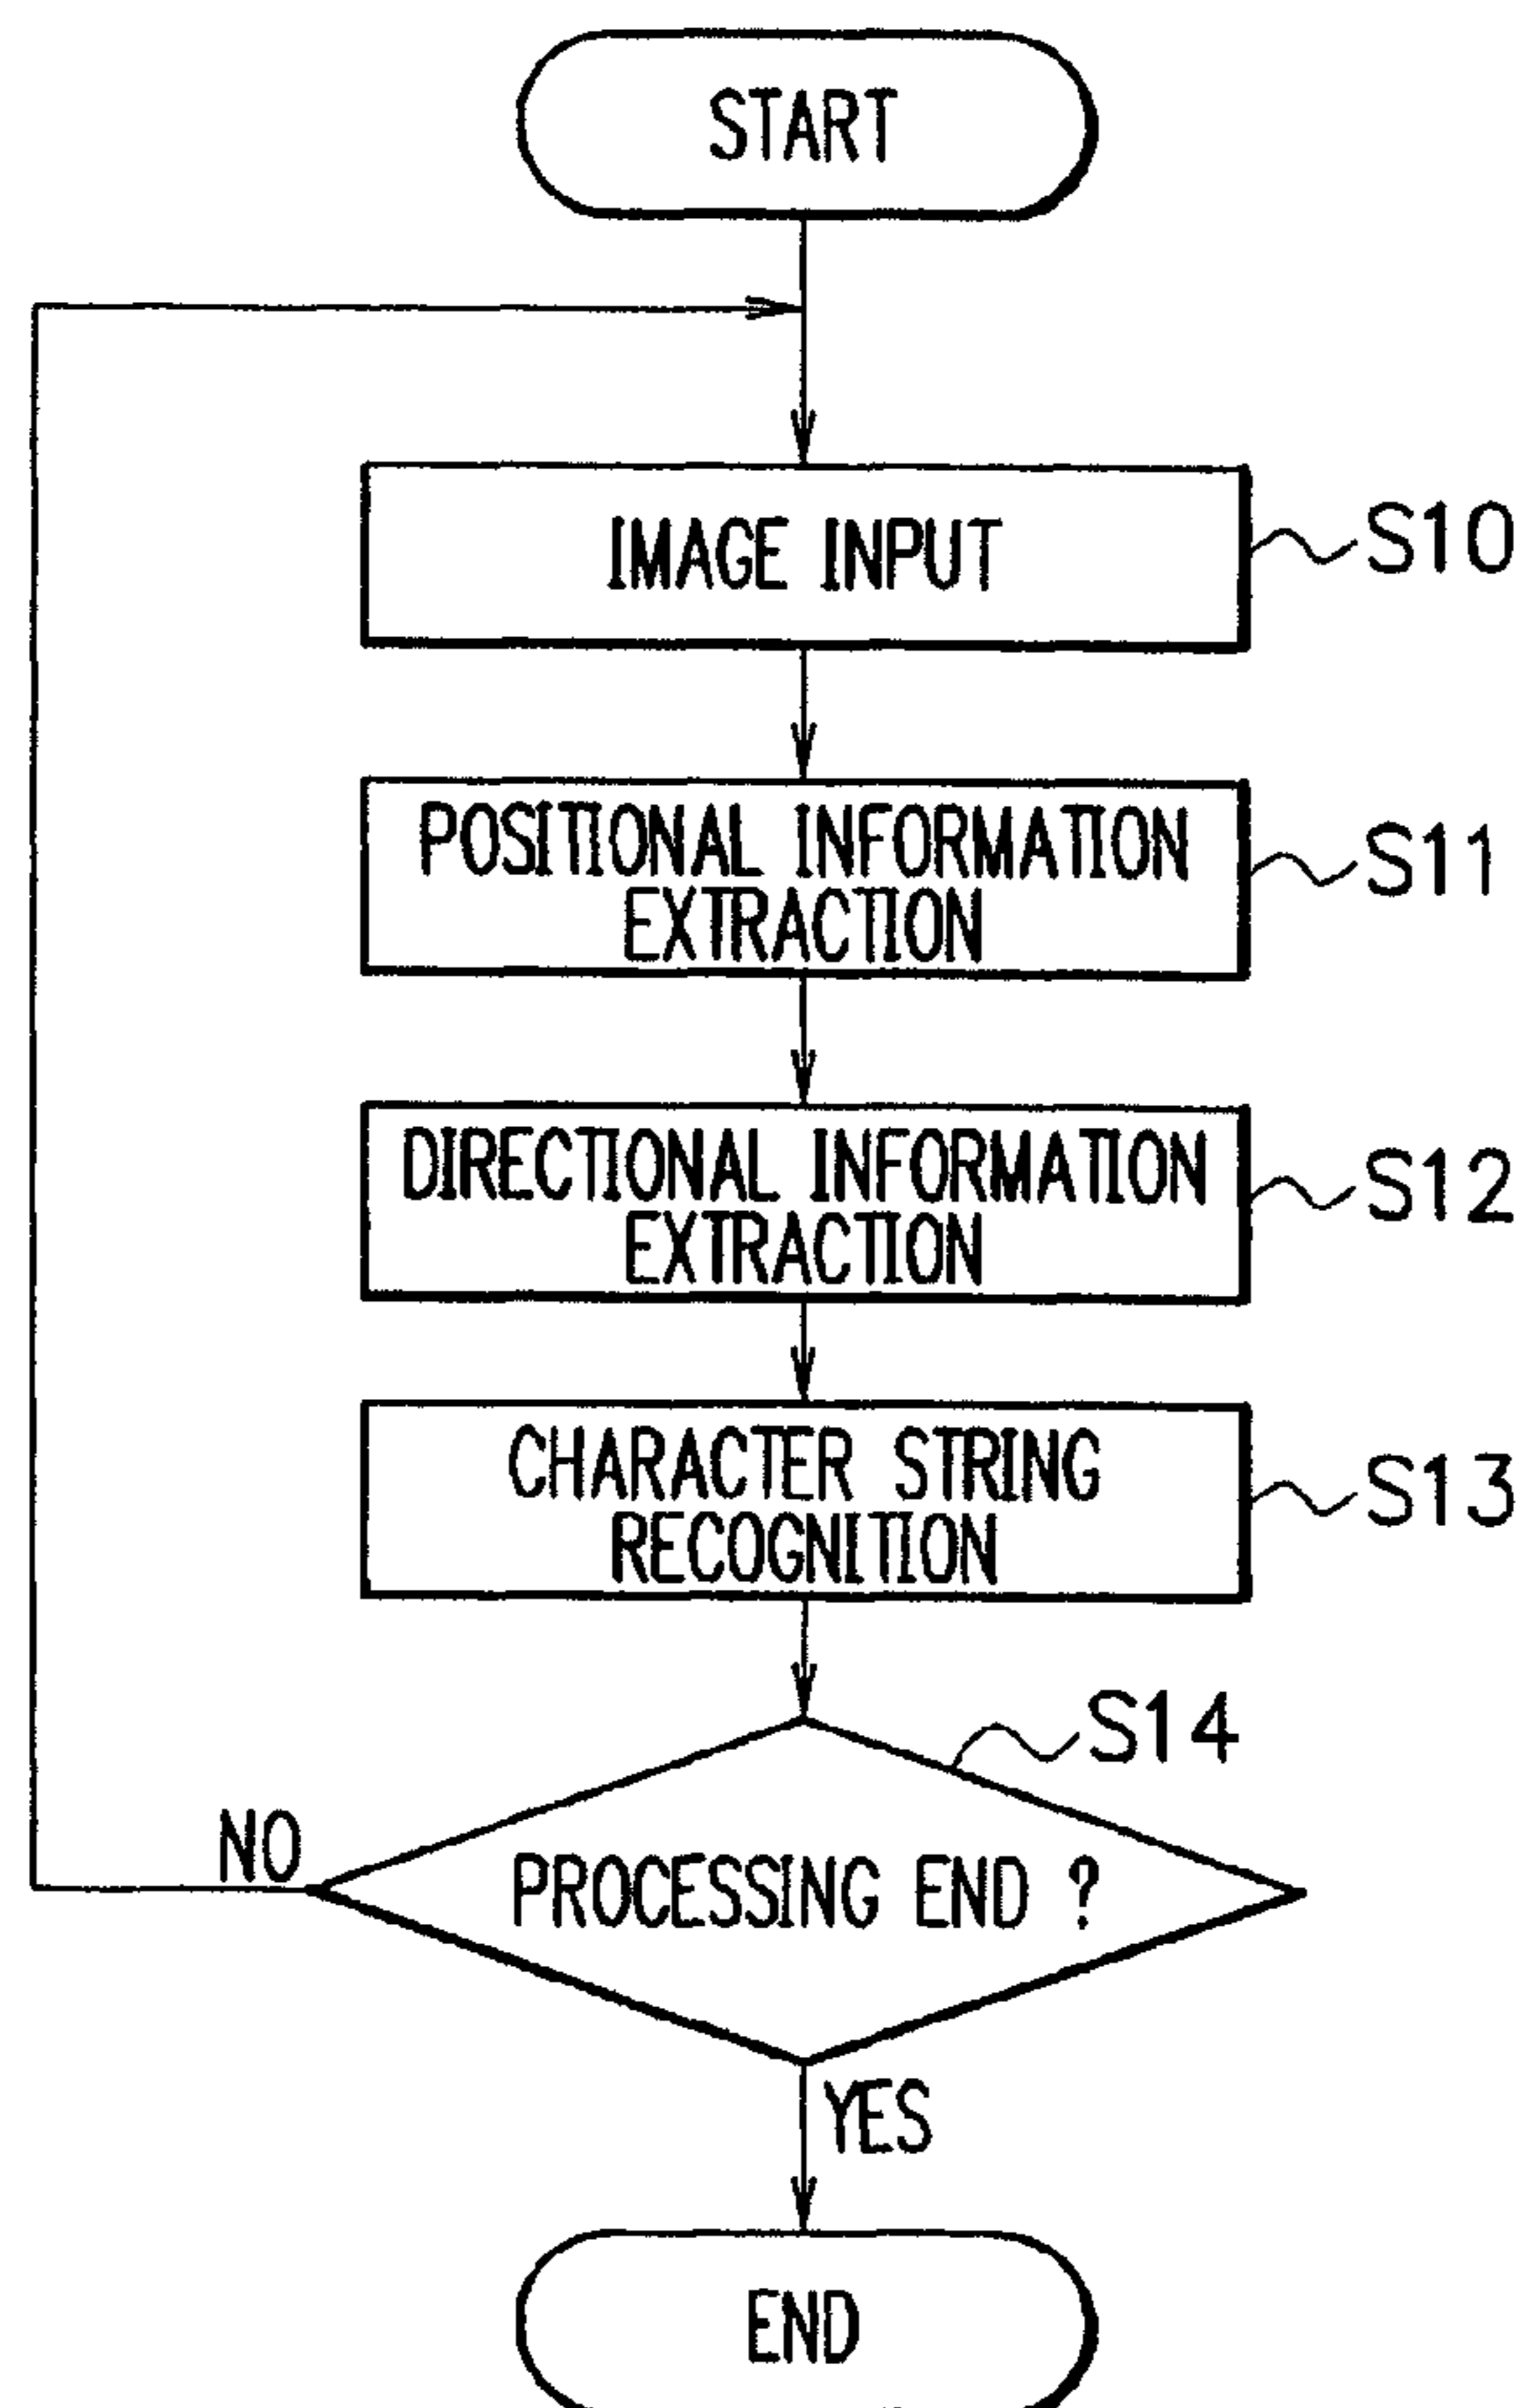 START
IMAGE INPUT
S10
POSITIONAL INFORMATION
EXTRACTION
S11
DIRECTIONAL INFORMATION
EXTRACTION
S12
CHARACTER STRING
RECOGNITION
S13
S14
NO
PROCESSING END ?
YES
END